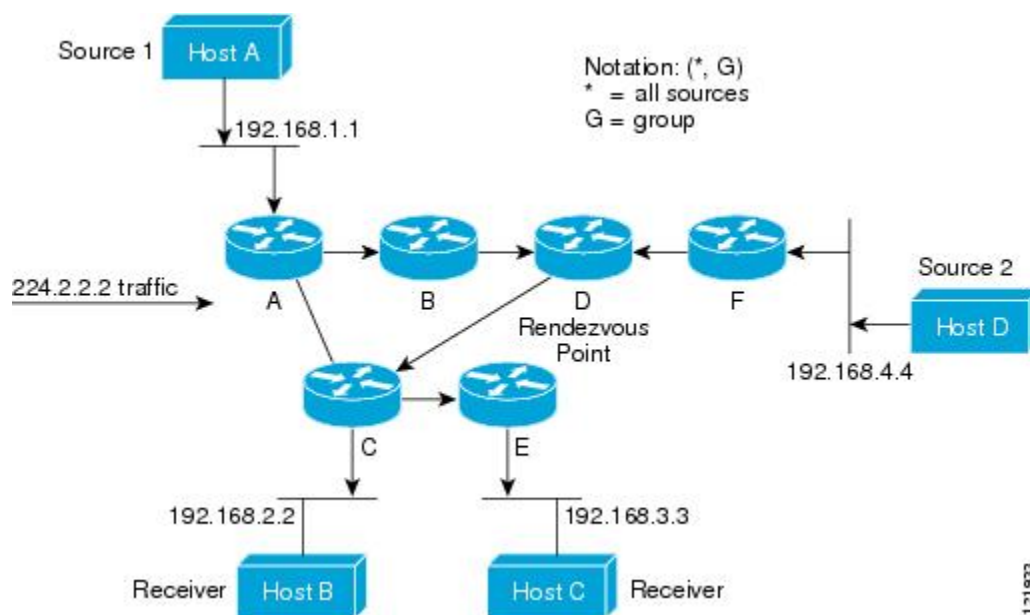 Source 1
Host A
Notation: (*, G)
* = all sources
G = group
192.168.1.1
224.2.2.2 traffic
A
B
D
F
Rendezvous
Point
Source 2
Host D
192.168.4.4
C
E
192.168.2.2
192.168.3.3
Receiver
Host B
Host C
Receiver